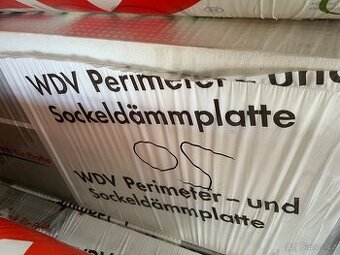 WDV Perimeter- und
Sockeldämmplatte
05
WDV Perimeter- und
Sockeldämmplatte